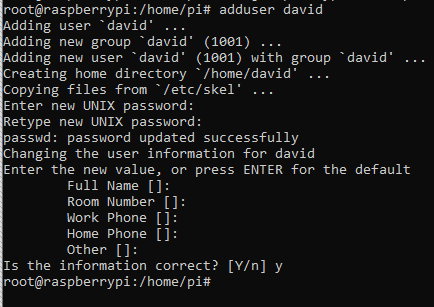 root@raspberrypi:/home/pi# adduser david
Adding user `david' ...
Adding new group `david' (1001) ...
Adding new user `david' (1001) with group `david' ...
Creating home directory `/home/david' ...
Copying files from `/etc/skel' ...
Enter new UNIX password:
Retype new UNIX password:
passwd: password updated successfully
Changing the user information for david
Enter the new value, or press ENTER for the default
        Full Name []:
        Room Number []:
        Work Phone []:
        Home Phone []:
        Other []:
Is the information correct? [Y/n] y
root@raspberrypi:/home/pi#